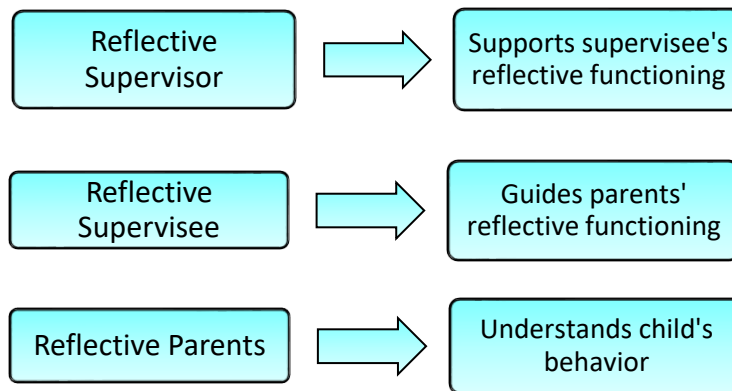 Reflective
Supervisor
Supports supervisee's
reflective functioning
Reflective
Supervisee
Guides parents'
reflective functioning
Reflective Parents
Understands child's
behavior